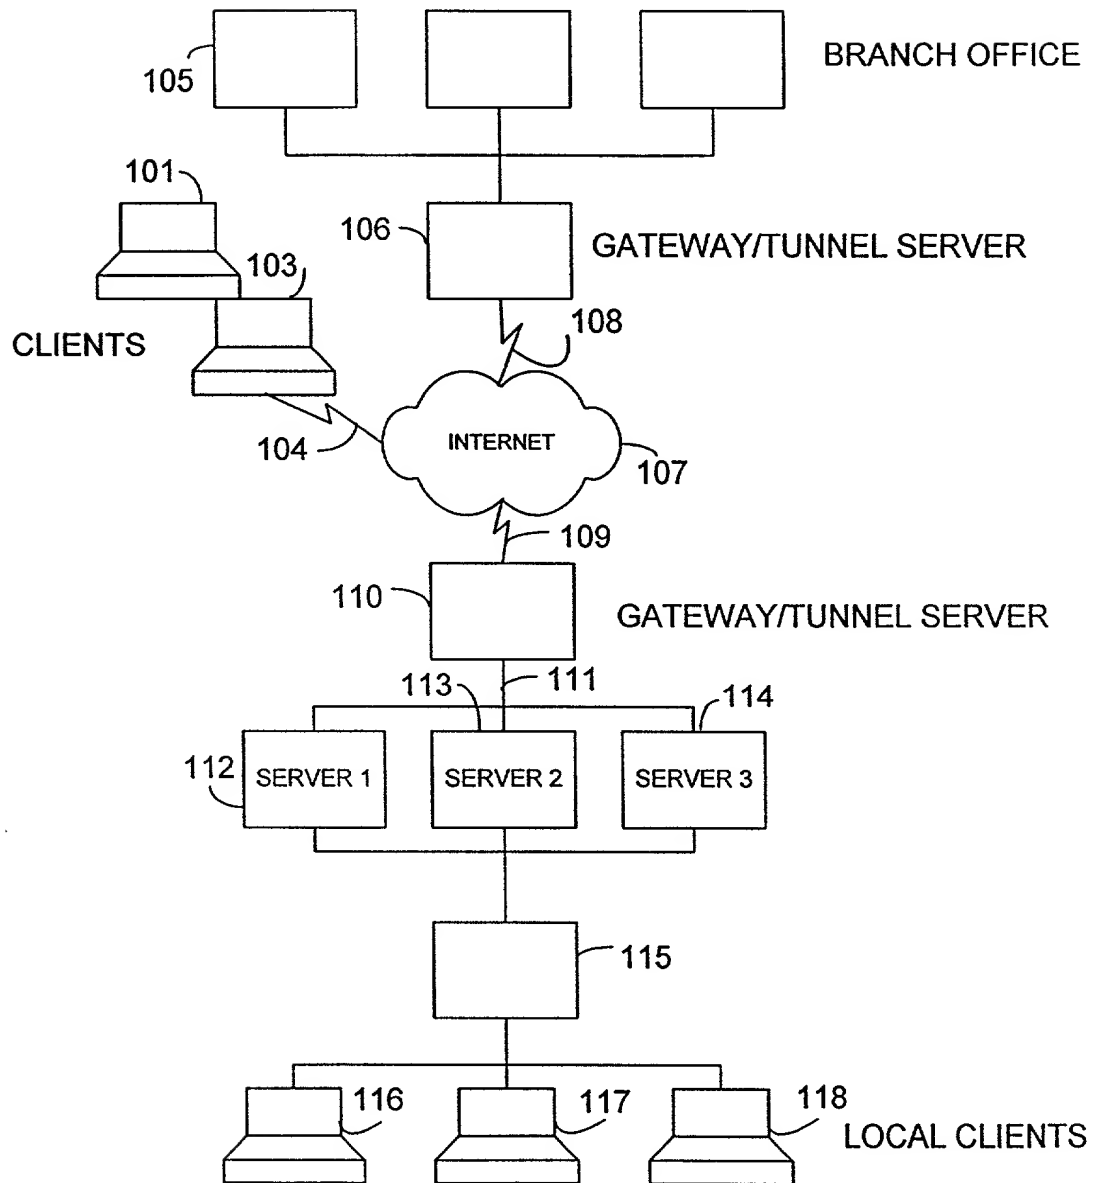 BRANCH OFFICE
105
101
106
GATEWAY/TUNNEL SERVER
103
108
CLIENTS
INTERNET
104
107
109
110
GATEWAY/TUNNEL SERVER
111
113
114
112
SERVER 1
SERVER 2
SERVER 3
115
116
117
118
LOCAL CLIENTS